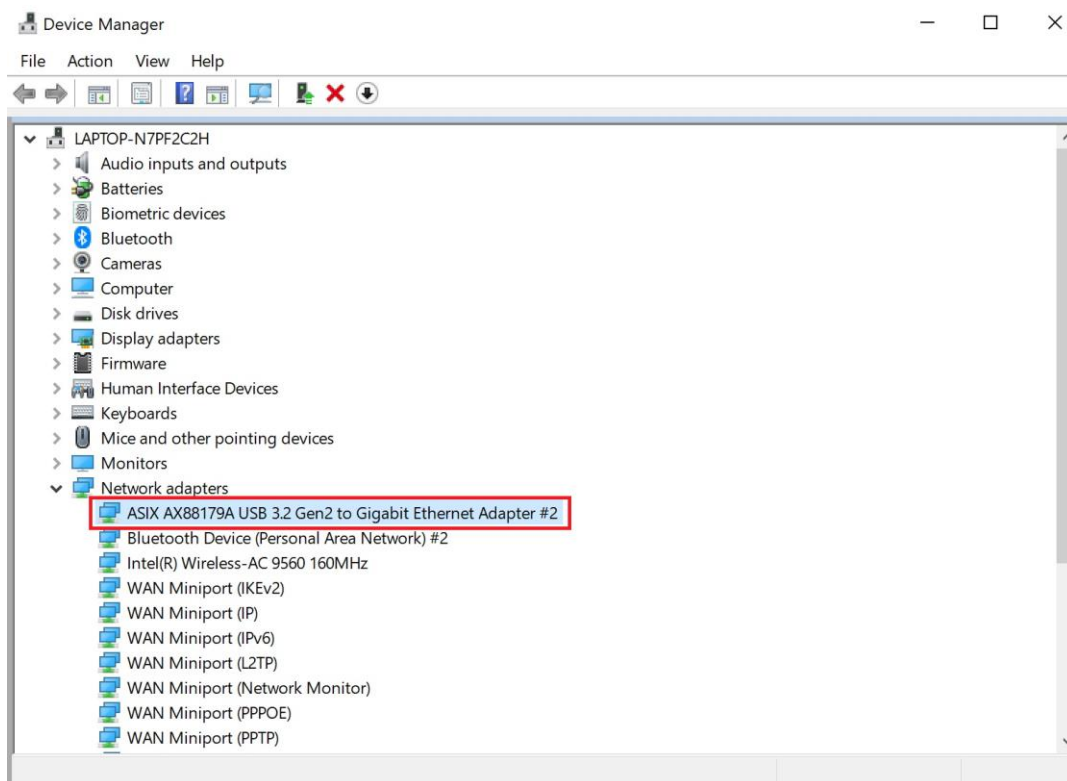 Device Manager
File Action View Help
LAPTOP-N7PF2C2H
Audio inputs and outputs
Batteries
Biometric devices
Bluetooth
Cameras
Computer
Disk drives
Display adapters
Firmware
Human Interface Devices
Keyboards
Mice and other pointing devices
Monitors
Network adapters
ASIX AX88179A USB 3.2 Gen2 to Gigabit Ethernet Adapter #2
Bluetooth Device (Personal Area Network) #2
Intel(R) Wireless-AC 9560 160MHz
WAN Miniport (IKEv2)
WAN Miniport (IP)
WAN Miniport (IPv6)
WAN Miniport (L2TP)
WAN Miniport (Network Monitor)
WAN Miniport (PPPOE)
WAN Miniport (PPTP)